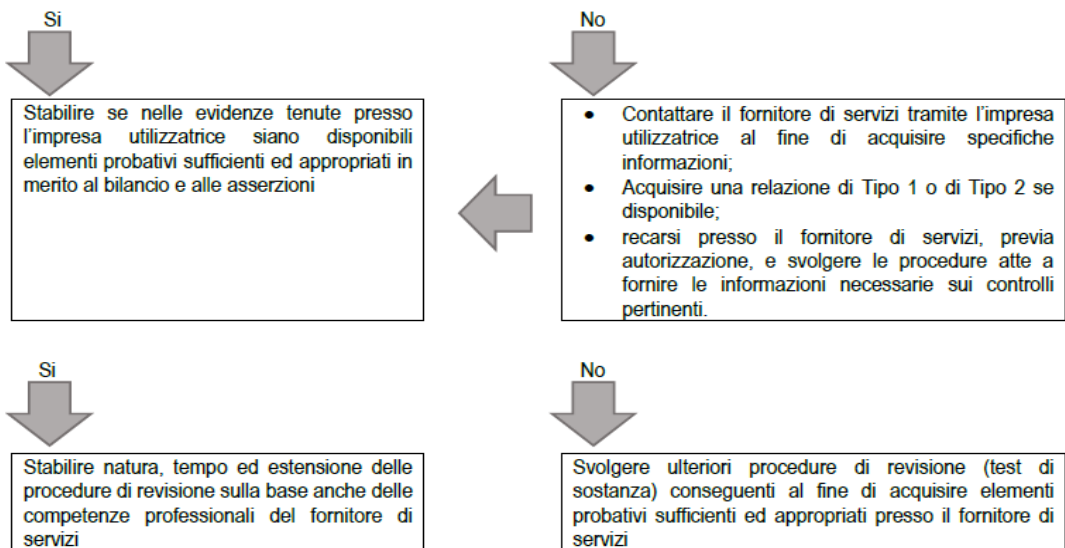 Si
Stabilire se nelle evidenze tenute presso
l'impresa utilizzatrice siano disponibili
elementi probativi sufficienti ed appropriati in
merito al bilancio e alle asserzioni
No
• Contattare il fornitore di servizi tramite l'impresa
utilizzatrice al fine di acquisire specifiche
informazioni;
• Acquisire una relazione di Tipo 1 o di Tipo 2 se
disponibile;
• recarsi presso il fornitore di servizi, previa
autorizzazione, e svolgere le procedure atte a
fornire le informazioni necessarie sui controlli
pertinenti.
Si
Stabilire natura, tempo ed estensione delle
procedure di revisione sulla base anche delle
competenze professionali del fornitore di
servizi
No
Svolgere ulteriori procedure di revisione (test di
sostanza) conseguenti al fine di acquisire elementi
probativi sufficienti ed appropriati presso il fornitore di
servizi